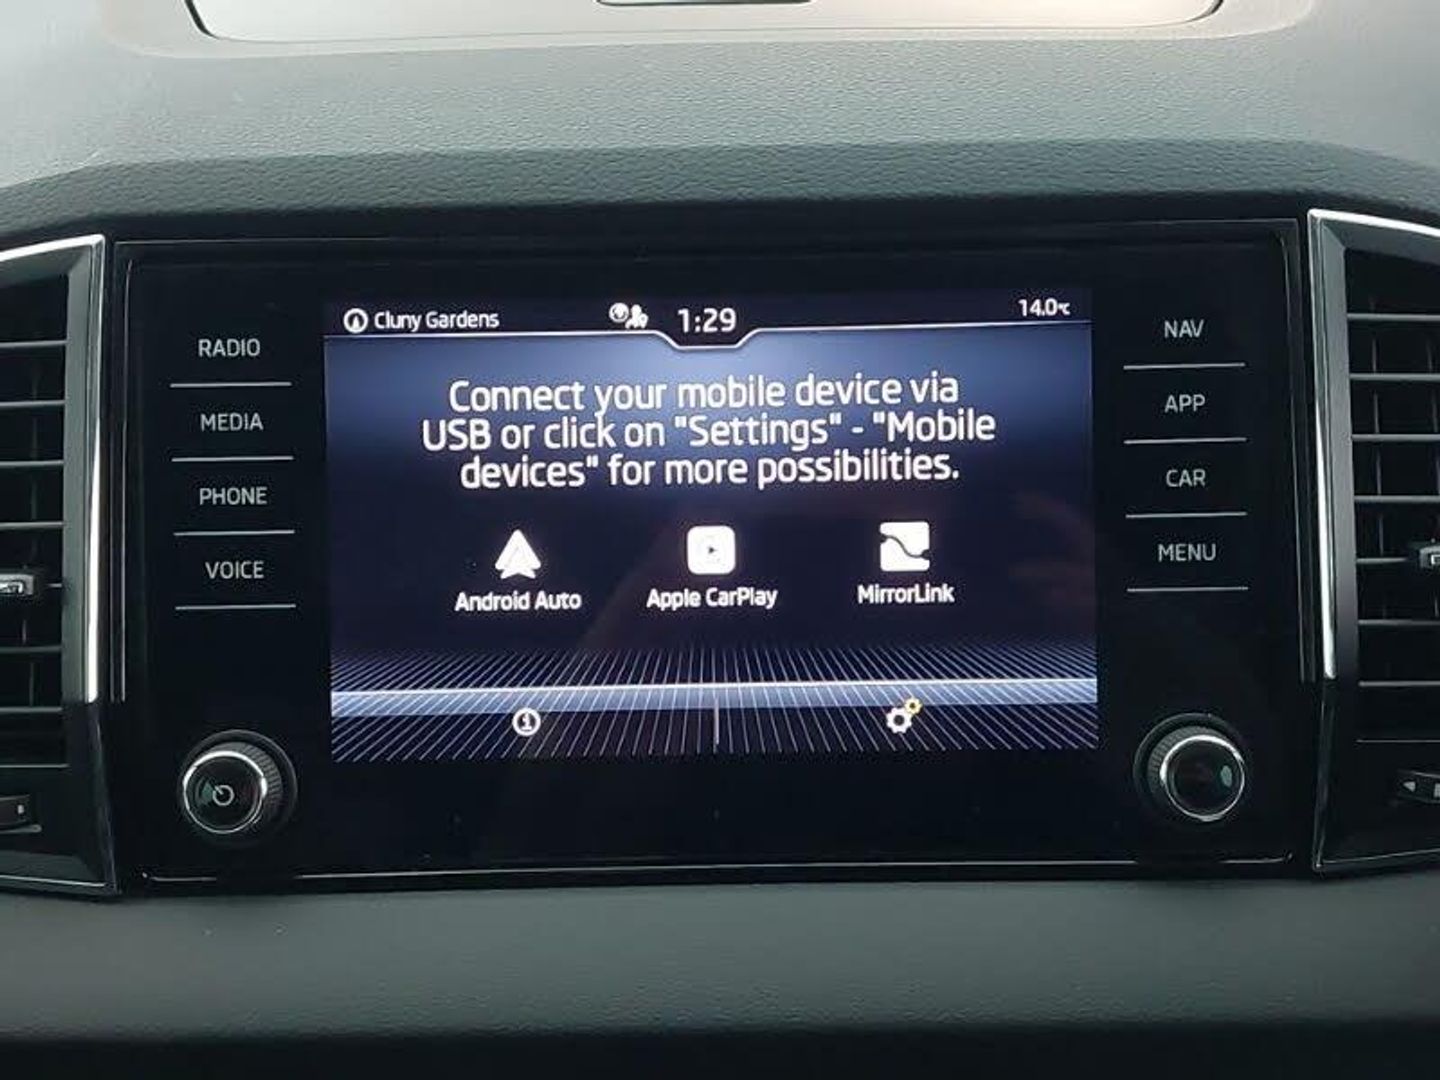 Cluny Gardens
1:29
14.0°C
RADIO
MEDIA
PHONE
VOICE
Connect your mobile device via
USB or click on "Settings" - "Mobile
devices" for more possibilities.
Android Auto
Apple CarPlay
MirrorLink
NAV
APP
CAR
MENU